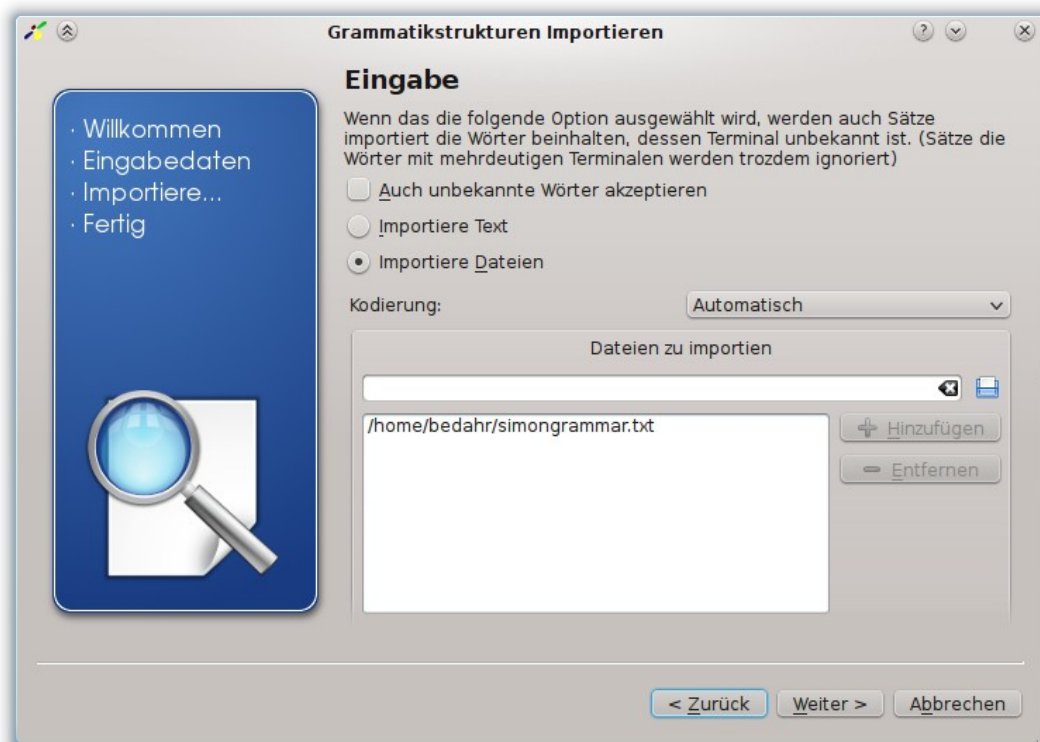 Grammatikstrukturen Importieren
· Willkommen
· Eingabedaten
· Importiere...
· Fertig
Eingabe
Wenn das die folgende Option ausgewählt wird, werden auch Sätze
importiert die Wörter beinhalten, dessen Terminal unbekannt ist. (Sätze die
Wörter mit mehrdeutigen Terminalen werden trozdem ignoriert)
Auch unbekannte Wörter akzeptieren
Importiere Text
Importiere Dateien
Kodierung: Automatisch
Dateien zu importien
/home/bedahr/simongrammar.txt
Hinzufügen
Entfernen
< Zurück Weiter > Abbrechen